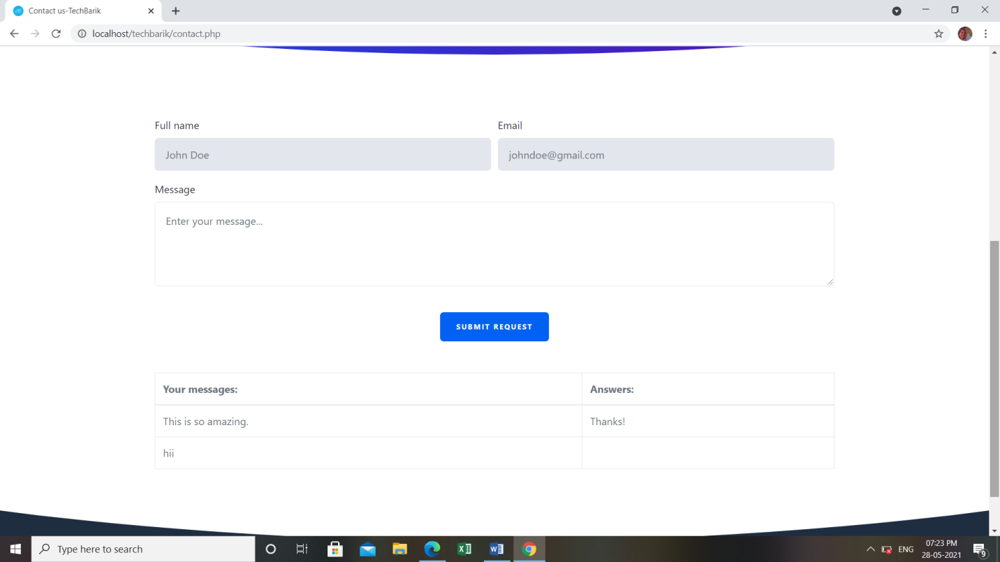 Contact us-TechBarik
localhost/techbarik/contact.php
Full name
Email
John Doe
johndoe@gmail.com
Message
Enter your message...
SUBMIT REQUEST
Your messages:
Answers:
This is so amazing.
Thanks!
hii
Type here to search
ENG
07:23 PM
28-05-2021
9